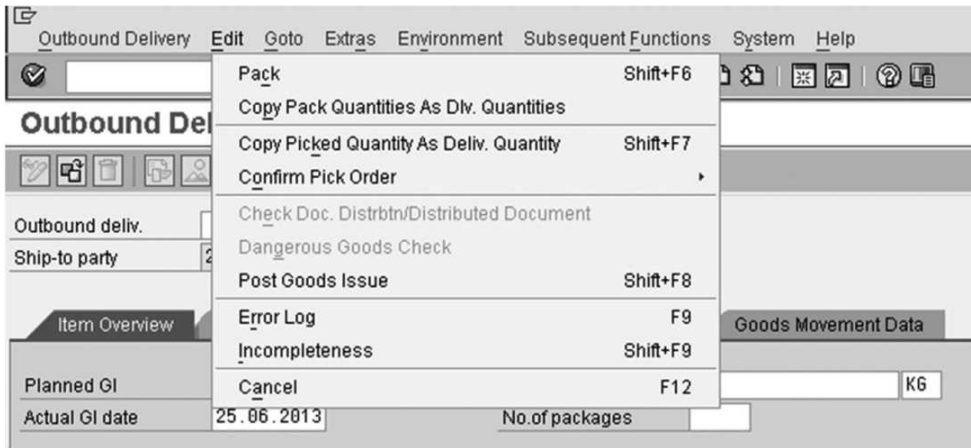 Outbound Delivery Edit Goto Extras Environment Subsequent Functions System Help
Pack Shift+F6
Copy Pack Quantities As Dlv. Quantities
Outbound Del
Copy Picked Quantity As Deliv. Quantity Shift+F7
Confirm Pick Order
Check Doc. Distrbtn/Distributed Document
Outbound deliv.
Dangerous Goods Check
Ship-to party 2
Post Goods Issue Shift+F8
Item Overview Error Log F9 Goods Movement Data
Incompleteness Shift+F9
Planned GI Cancel F12 KG
Actual GI date 25.06.2013 No.of packages